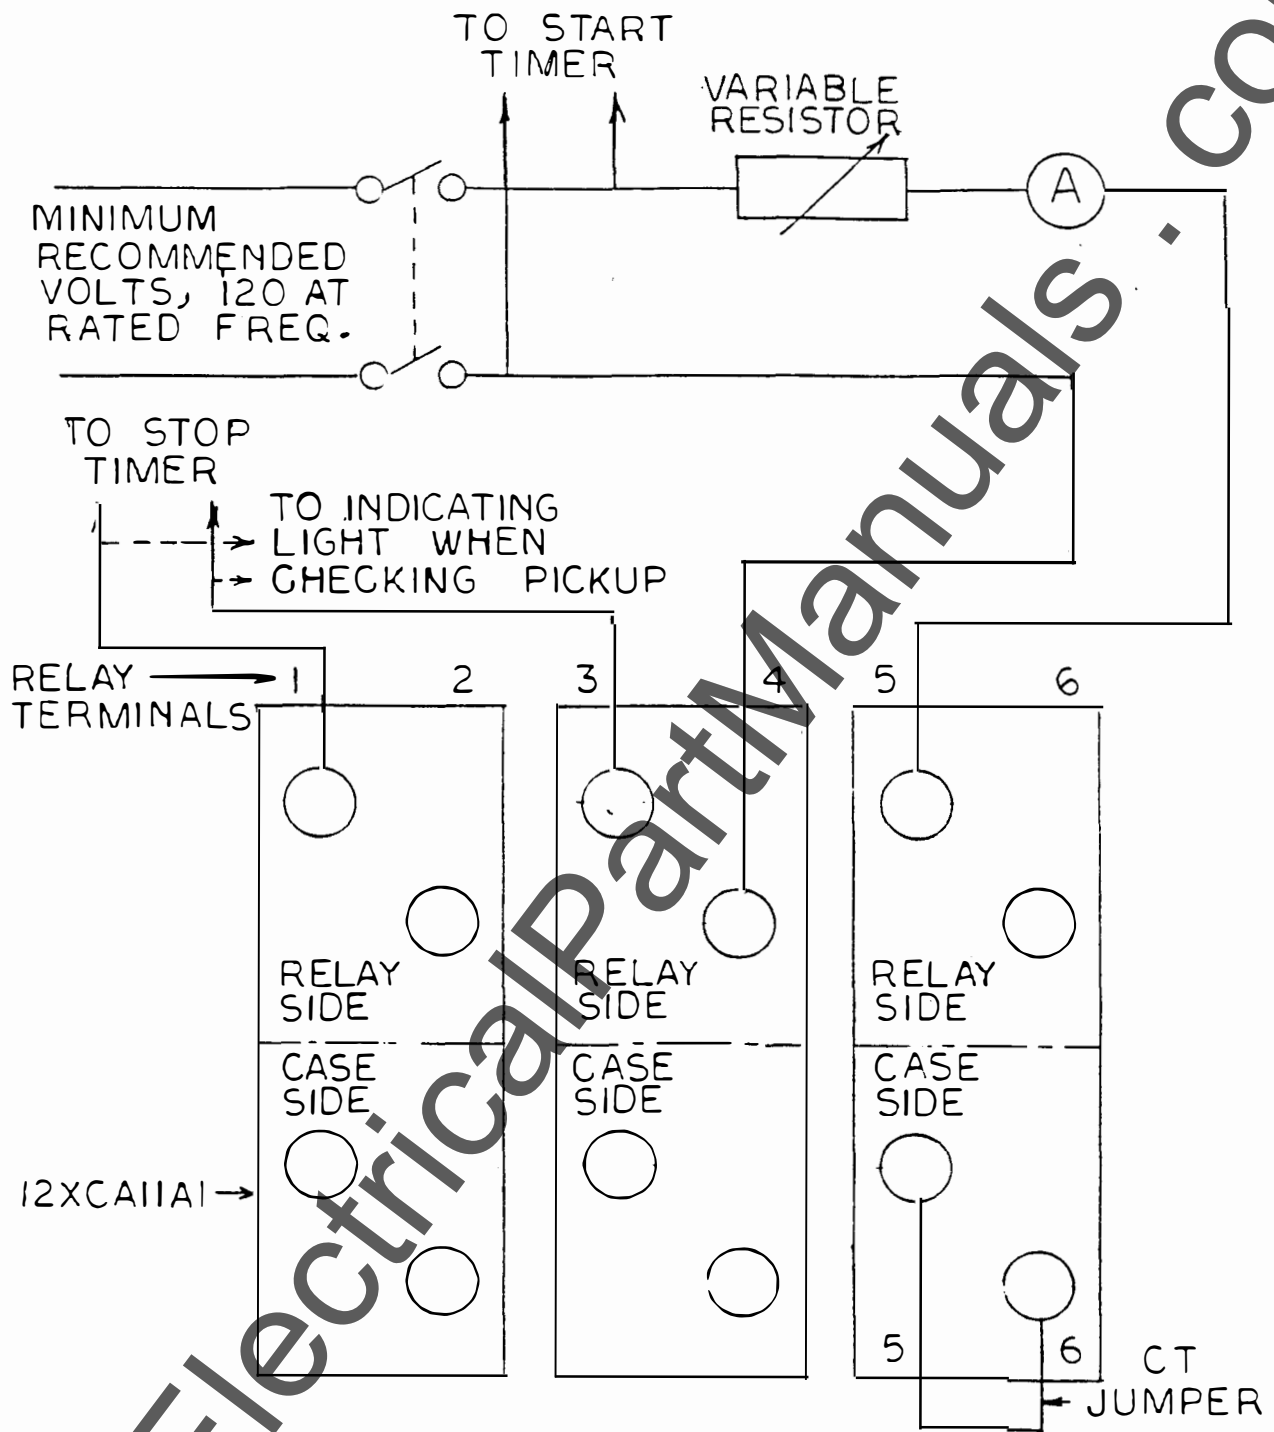 TO START
TIMER
VARIABLE
RESISTOR
A
MINIMUM
RECOMMENDED
VOLTS, 120 AT
RATED FREQ.
TO STOP
TIMER
TO INDICATING
LIGHT WHEN
CHECKING PICKUP
RELAY
TERMINALS
1 2 3 4 5 6
RELAY
SIDE
CASE
SIDE
RELAY
SIDE
CASE
SIDE
RELAY
SIDE
CASE
SIDE
12XCA11A1
5 6
CT
JUMPER
ElectricalPartManuals . co